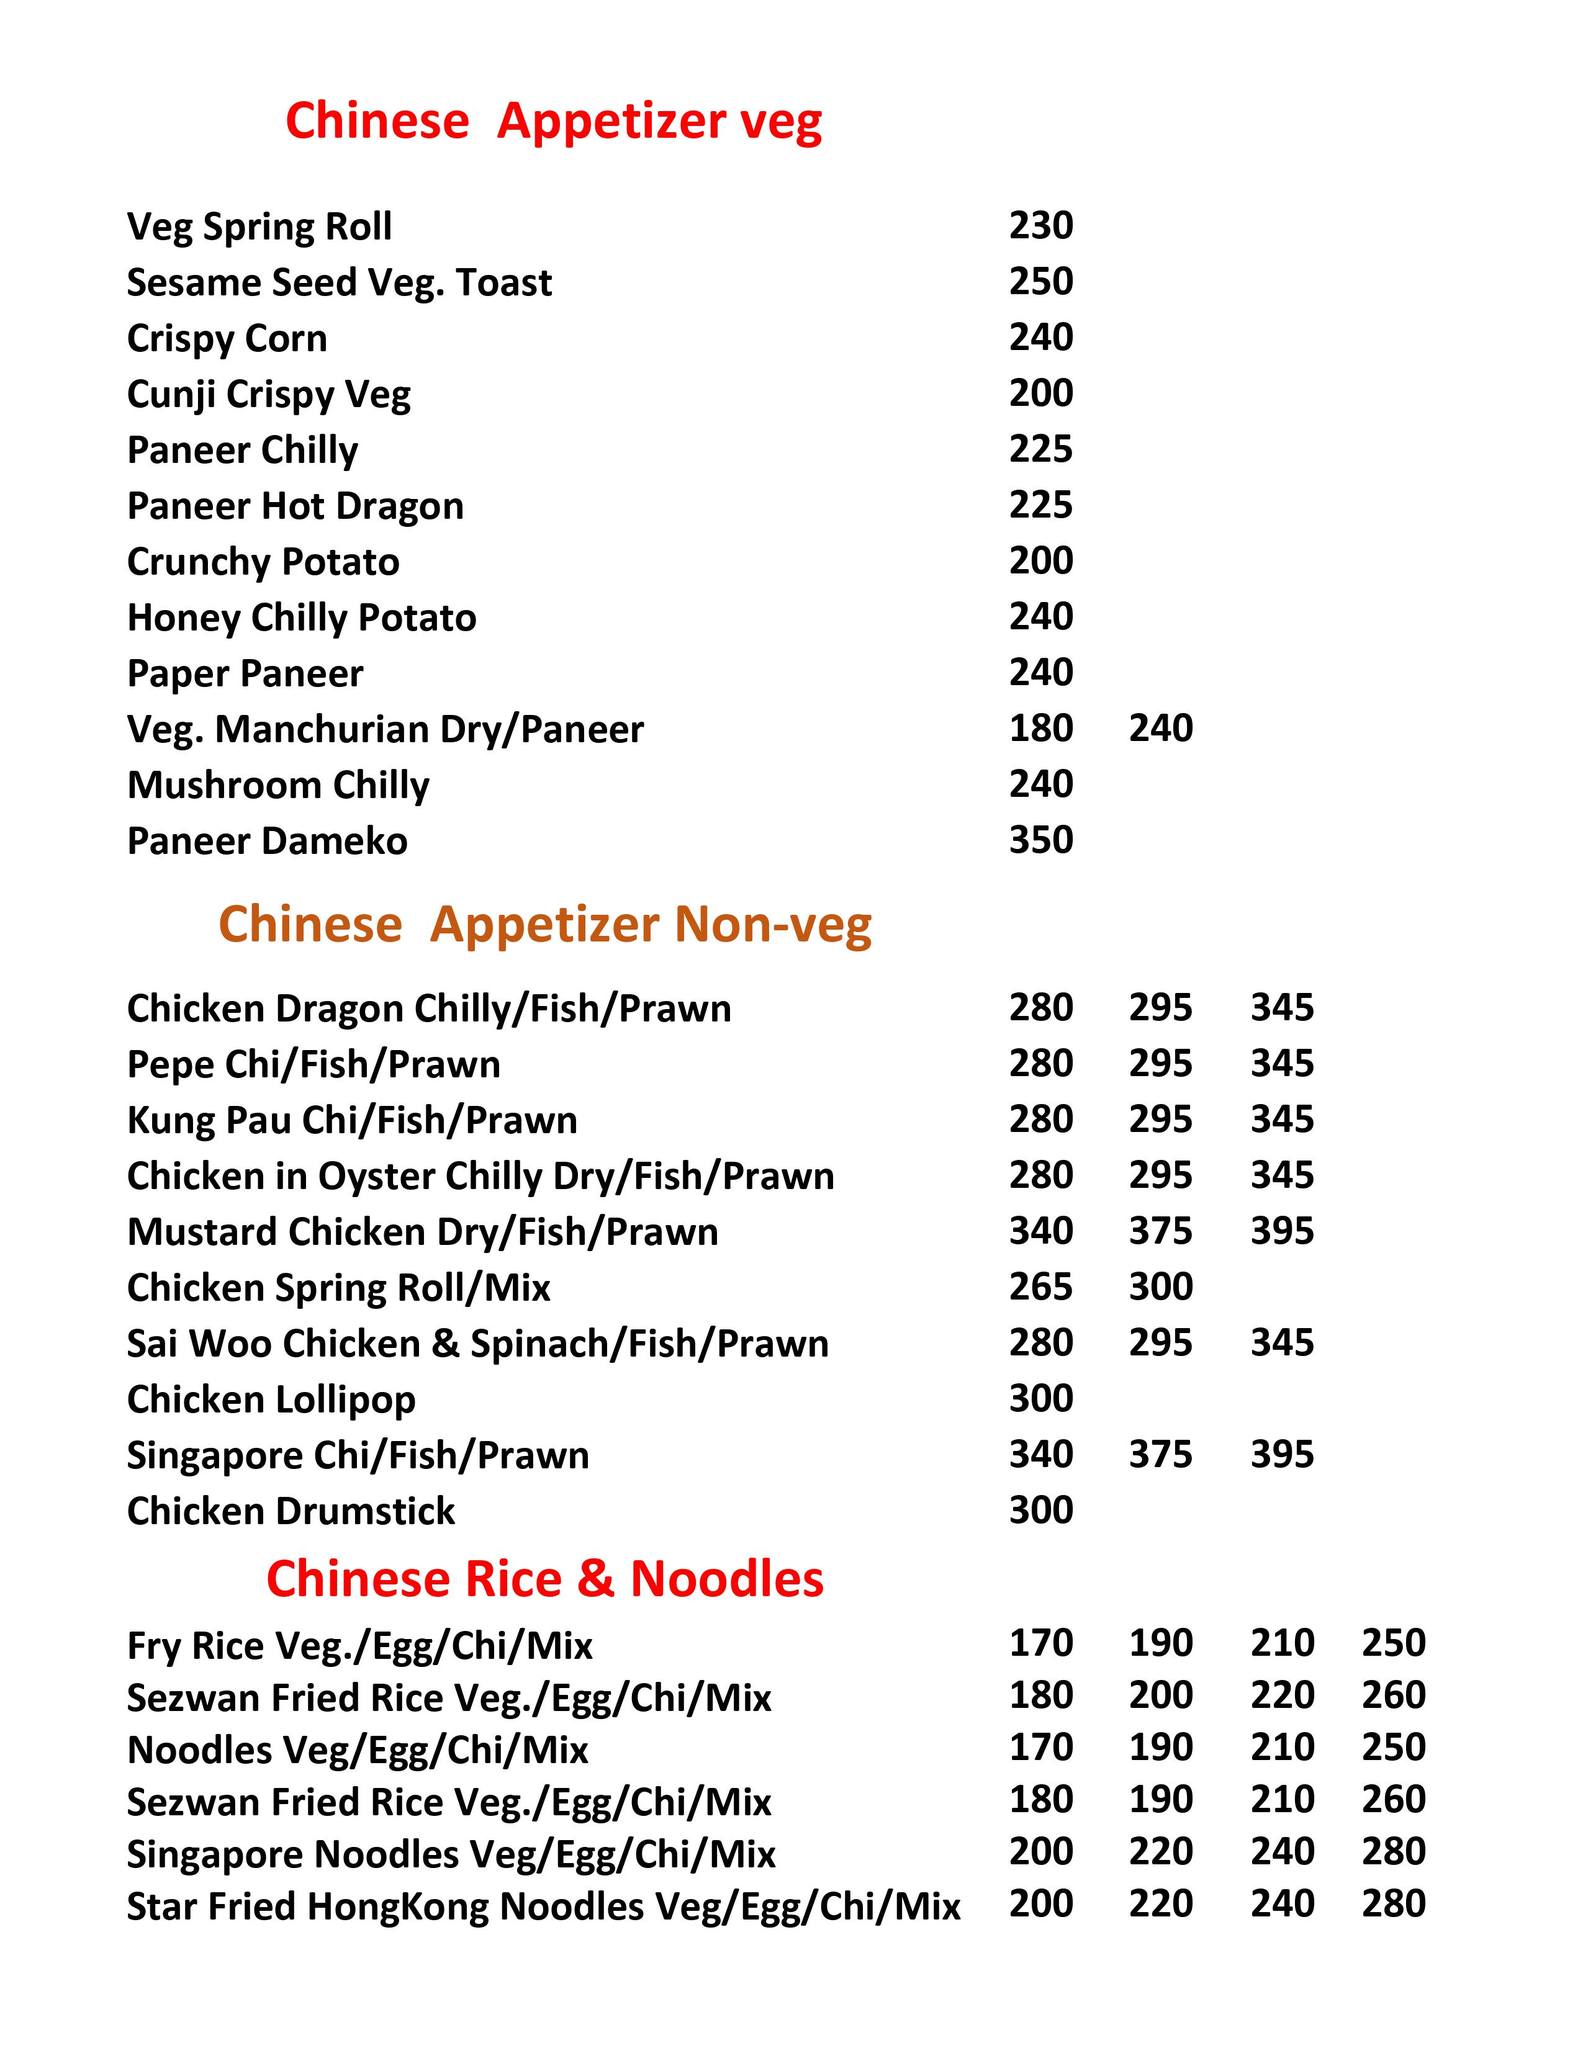 Chinese Appetizer veg
Veg Spring Roll 230
Sesame Seed Veg. Toast 250
Crispy Corn 240
Cunji Crispy Veg 200
Paneer Chilly 225
Paneer Hot Dragon 225
Crunchy Potato 200
Honey Chilly Potato 240
Paper Paneer 240
Veg. Manchurian Dry/Paneer 180 240
Mushroom Chilly 240
Paneer Dameko 350
Chinese Appetizer Non-veg
Chicken Dragon Chilly/Fish/Prawn 280 295 345
Pepe Chi/Fish/Prawn 280 295 345
Kung Pau Chi/Fish/Prawn 280 295 345
Chicken in Oyster Chilly Dry/Fish/Prawn 280 295 345
Mustard Chicken Dry/Fish/Prawn 340 375 395
Chicken Spring Roll/Mix 265 300
Sai Woo Chicken & Spinach/Fish/Prawn 280 295 345
Chicken Lollipop 300
Singapore Chi/Fish/Prawn 340 375 395
Chicken Drumstick 300
Chinese Rice & Noodles
Fry Rice Veg./Egg/Chi/Mix 170 190 210 250
Sezwan Fried Rice Veg./Egg/Chi/Mix 180 200 220 260
Noodles Veg/Egg/Chi/Mix 170 190 210 250
Sezwan Fried Rice Veg./Egg/Chi/Mix 180 190 210 260
Singapore Noodles Veg/Egg/Chi/Mix 200 220 240 280
Star Fried HongKong Noodles Veg/Egg/Chi/Mix 200 220 240 280